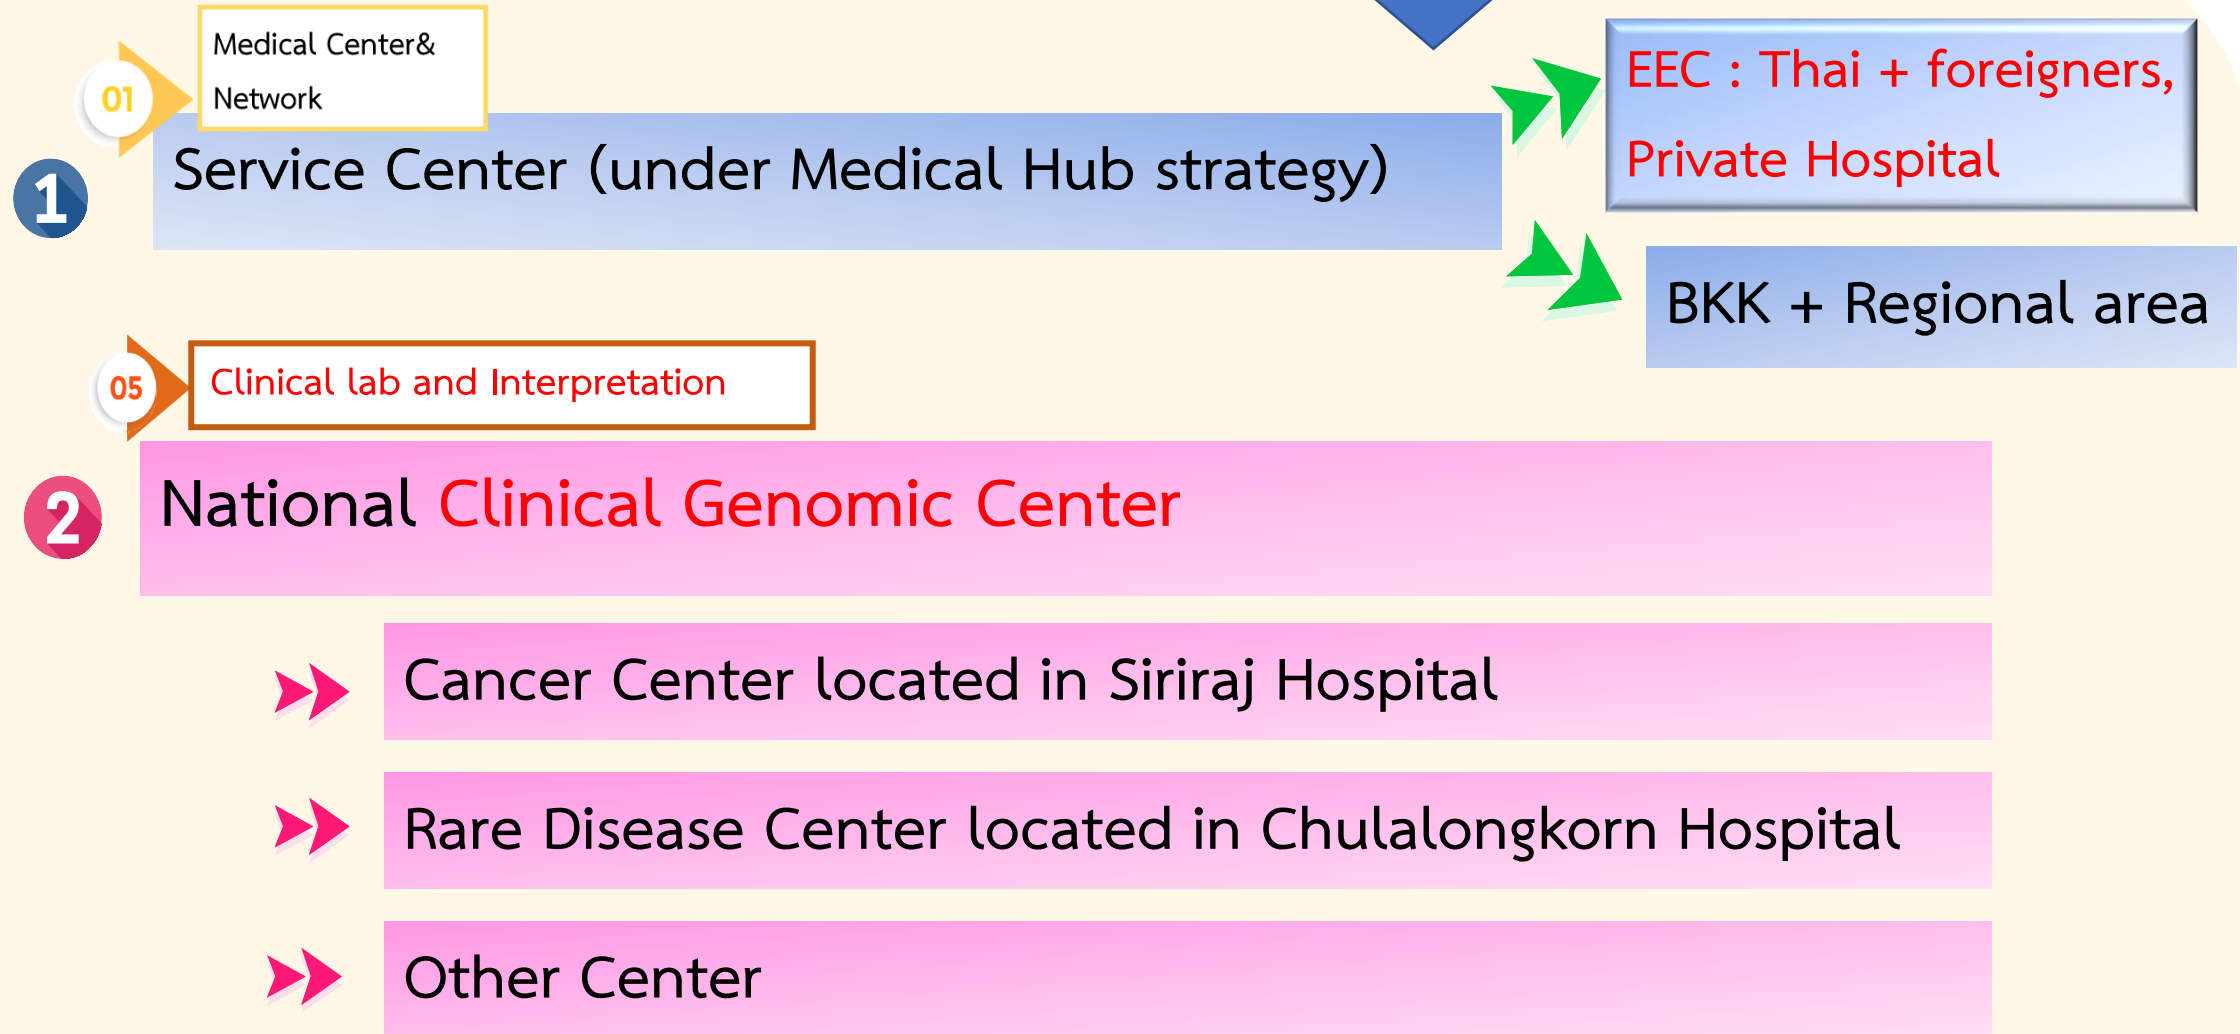 01
Medical Center&
Network
1
Service Center (under Medical Hub strategy)
EEC : Thai + foreigners,
Private Hospital
BKK + Regional area
05
Clinical lab and Interpretation
2
National Clinical Genomic Center
Cancer Center located in Siriraj Hospital
Rare Disease Center located in Chulalongkorn Hospital
Other Center